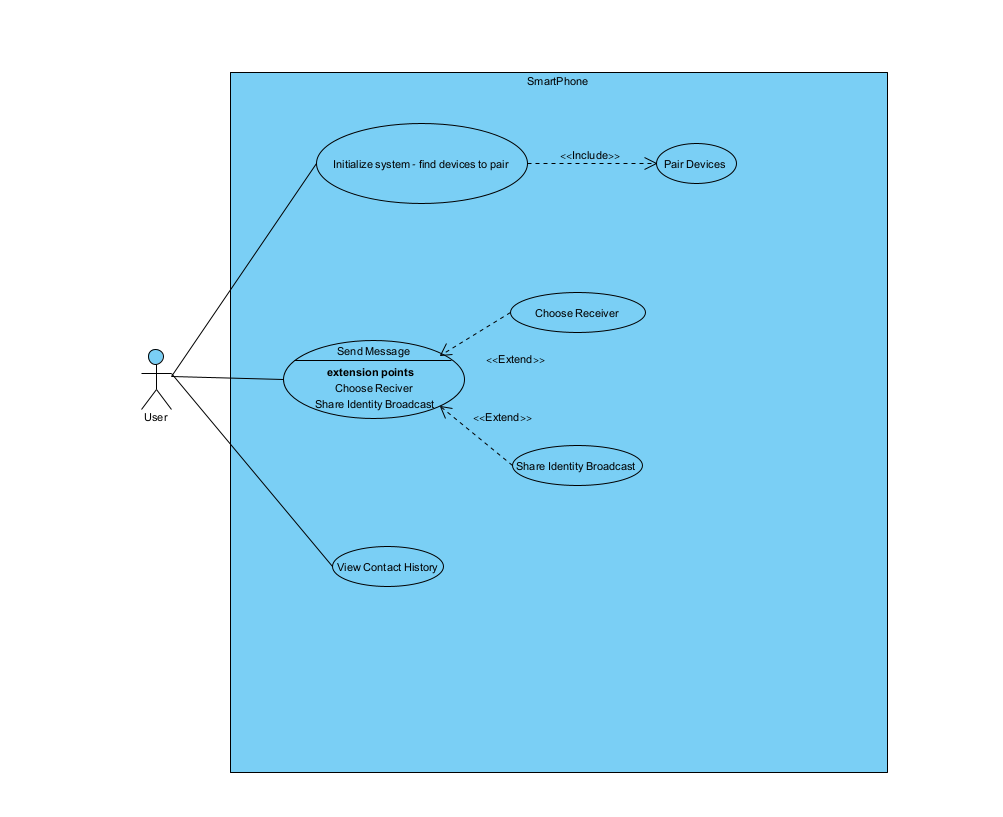 SmartPhone
Initialize system - find devices to pair
<<Include>>
Pair Devices
Choose Receiver
Send Message
<<Extend>>
extension points
Choose Reciver
Share Identity Broadcast
<<Extend>>
User
Share Identity Broadcast
View Contact History